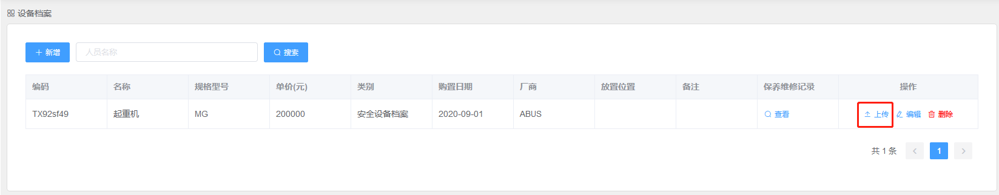 设备档案
新增 人员名称 搜索
编码 名称 规格型号 单价(元) 类别 购置日期 厂商 放置位置 备注 保养维修记录 操作
TX92sf49 起重机 MG 200000 安全设备档案 2020-09-01 ABUS 查看 上传 编辑 删除
共 1 条 1